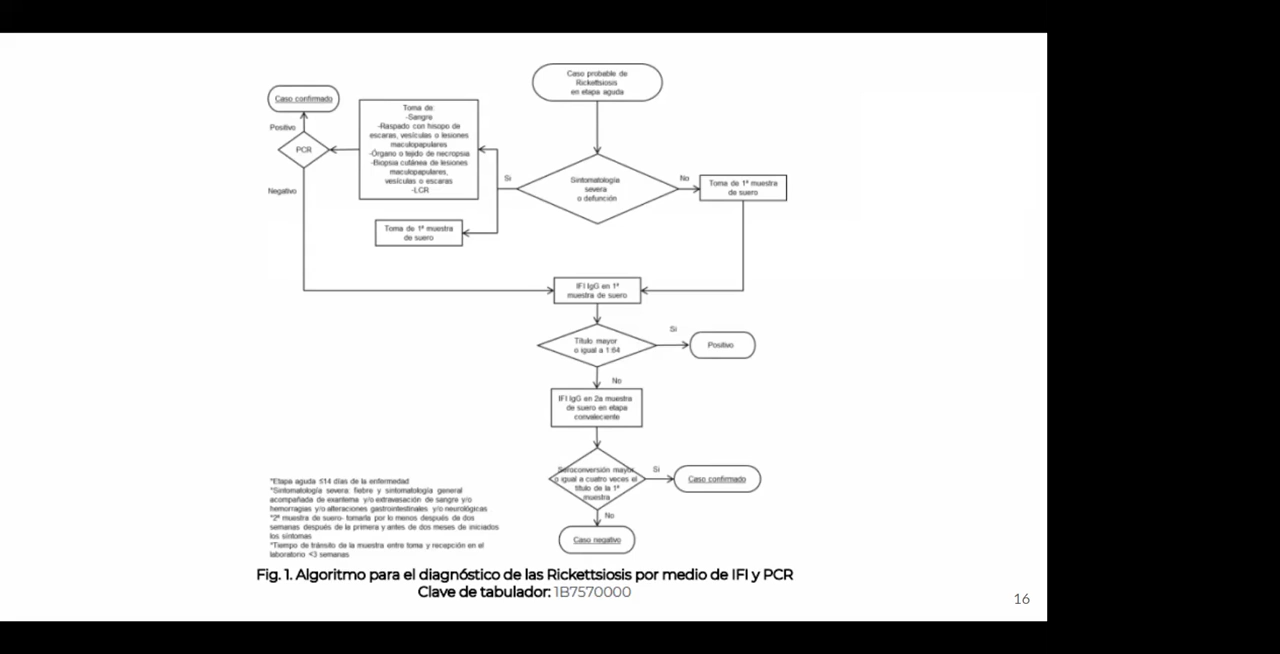 Caso probable de
Rickettsiosis
en etapa aguda
Caso confirmado
Positivo
PCR
Negativo
Toma de:
-Sangre
-Raspado con hisopo de
escaras, vesículas o lesiones
maculopapulares
-Órgano o tejido de necropsia
-Biopsia cutánea de lesiones
maculopapulares,
vesículas o escaras
-LCR
Si
Sintomatología
severa
o defunción
No
Toma de 1ª muestra
de suero
Toma de 1ª muestra
de suero
IFI IgG en 1ª
muestra de suero
Título mayor
o igual a 1:64
Si
Positivo
No
IFI IgG en 2a muestra
de suero en etapa
convaleciente
Seroconversión mayor
o igual a cuatro veces el
título de la 1ª
muestra
Si
Caso confirmado
No
Caso negativo
*Etapa aguda ≤14 días de la enfermedad
*Sintomatología severa: fiebre y sintomatología general
acompañada de exantema y/o extravasación de sangre y/o
hemorragias y/o alteraciones gastrointestinales y/o neurológicas
*2ª muestra de suero- tomarla por lo menos después de dos
semanas después de la primera y antes de dos meses de iniciados
los síntomas
*Tiempo de tránsito de la muestra entre toma y recepción en el
laboratorio <3 semanas
Fig. 1. Algoritmo para el diagnóstico de las Rickettsiosis por medio de IFI y PCR
Clave de tabulador: 1B7570000
16